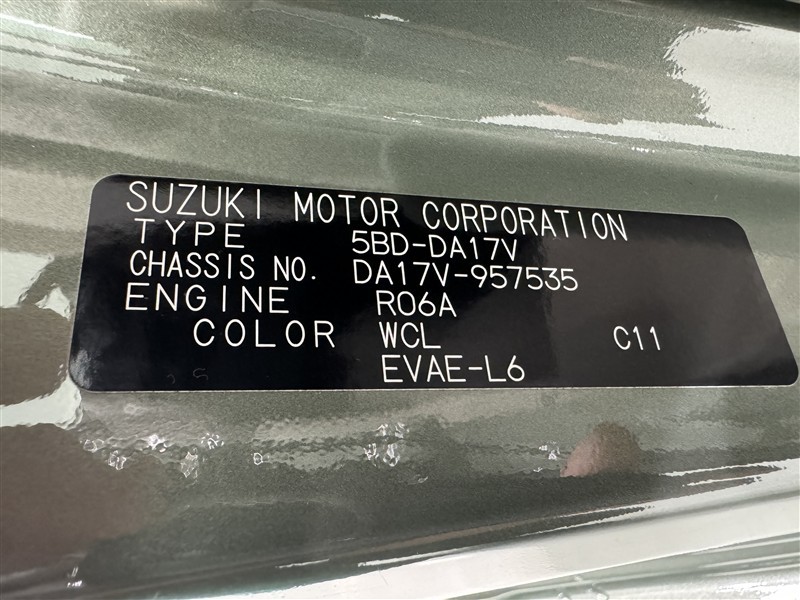 SUZUKI MOTOR CORPORATION
TYPE 5BD-DA17V
CHASSIS NO. DA17V-957535
ENGINE R06A
COLOR WCL C11
EVAE-L6